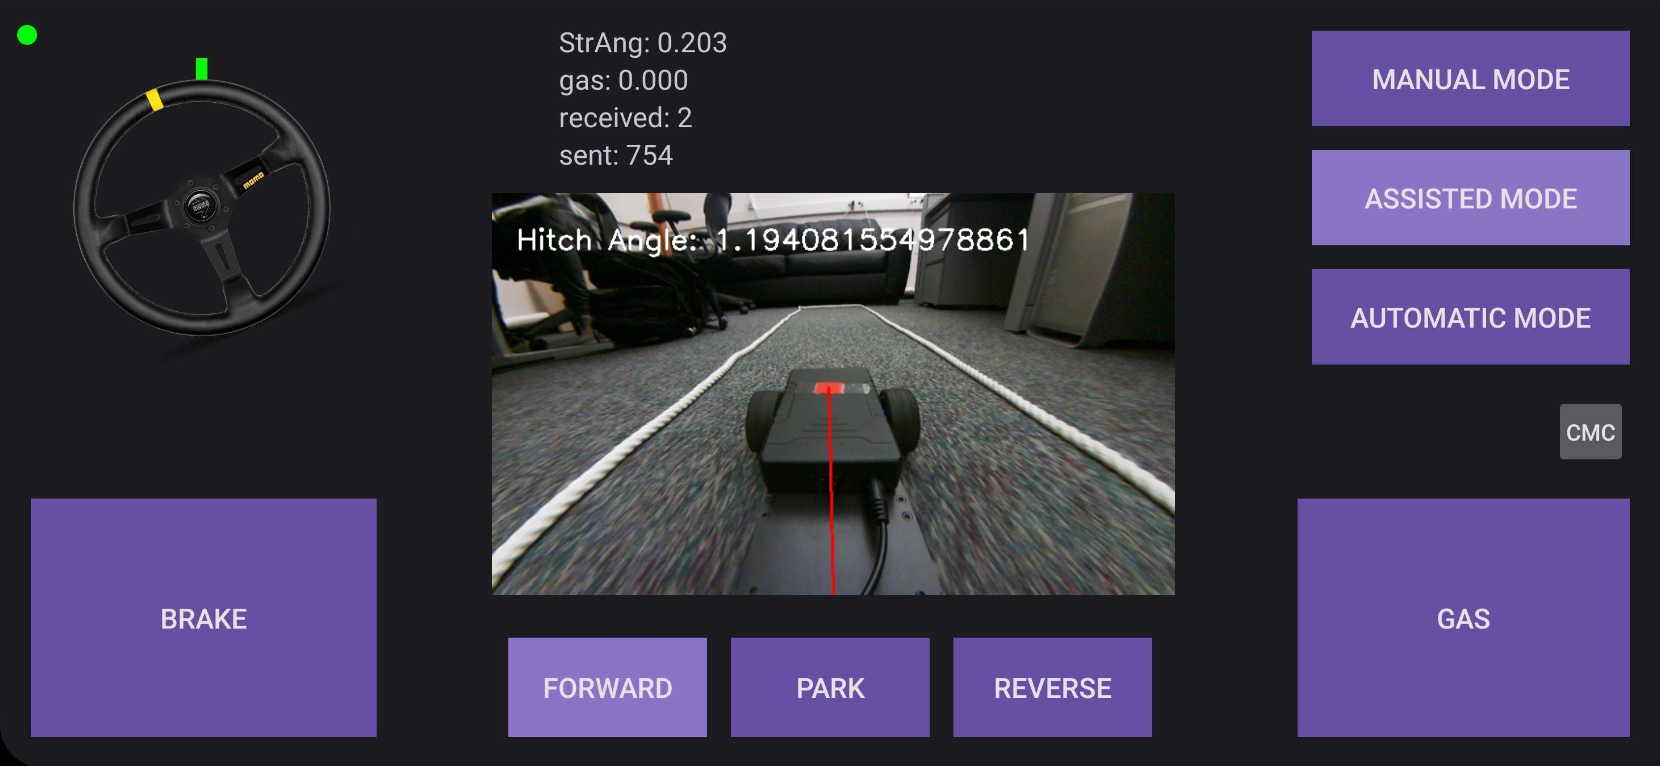 StrAng: 0.203
gas: 0.000
received: 2
sent: 754
MANUAL MODE
ASSISTED MODE
AUTOMATIC MODE
momo
Hitch Angle: 1.194081554978861
CMC
BRAKE
GAS
FORWARD
PARK
REVERSE